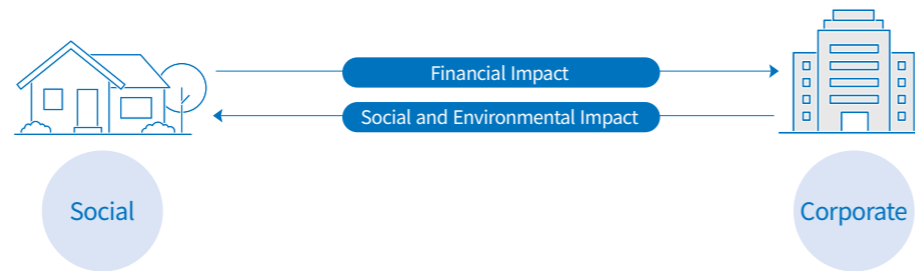 Financial Impact
Social and Environmental Impact
Social
Corporate